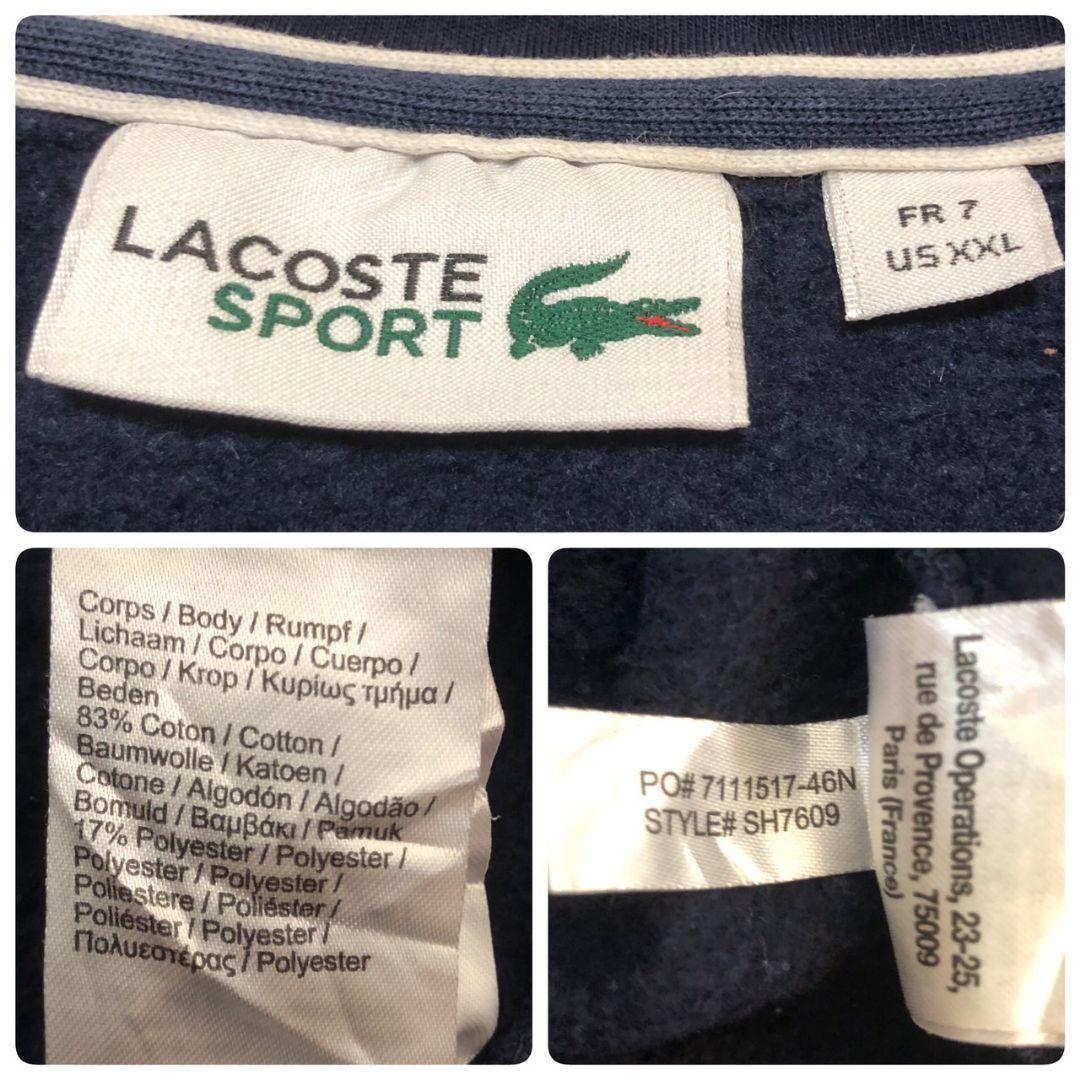 LACOSTE
SPORT
FR 7
US XXL
Corps / Body / Rumpf /
Lichaam / Corpo / Cuerpo /
Corpo / Krop / Κυρίως τμήμα /
Beden
83% Coton / Cotton /
Baumwolle / Katoen /
Cotone / Algodón / Algodão /
Bomuld / Βαμβάκι / Pamuk
17% Polyester / Polyester /
Polyester / Polyester /
Poliestere / Poliéster /
Poliéster / Polyester /
Πολυεστέρας / Polyester
PO# 7111517-46N
STYLE# SH7609
Lacoste Operations, 23-25,
rue de Provence, 75009
Paris (France)